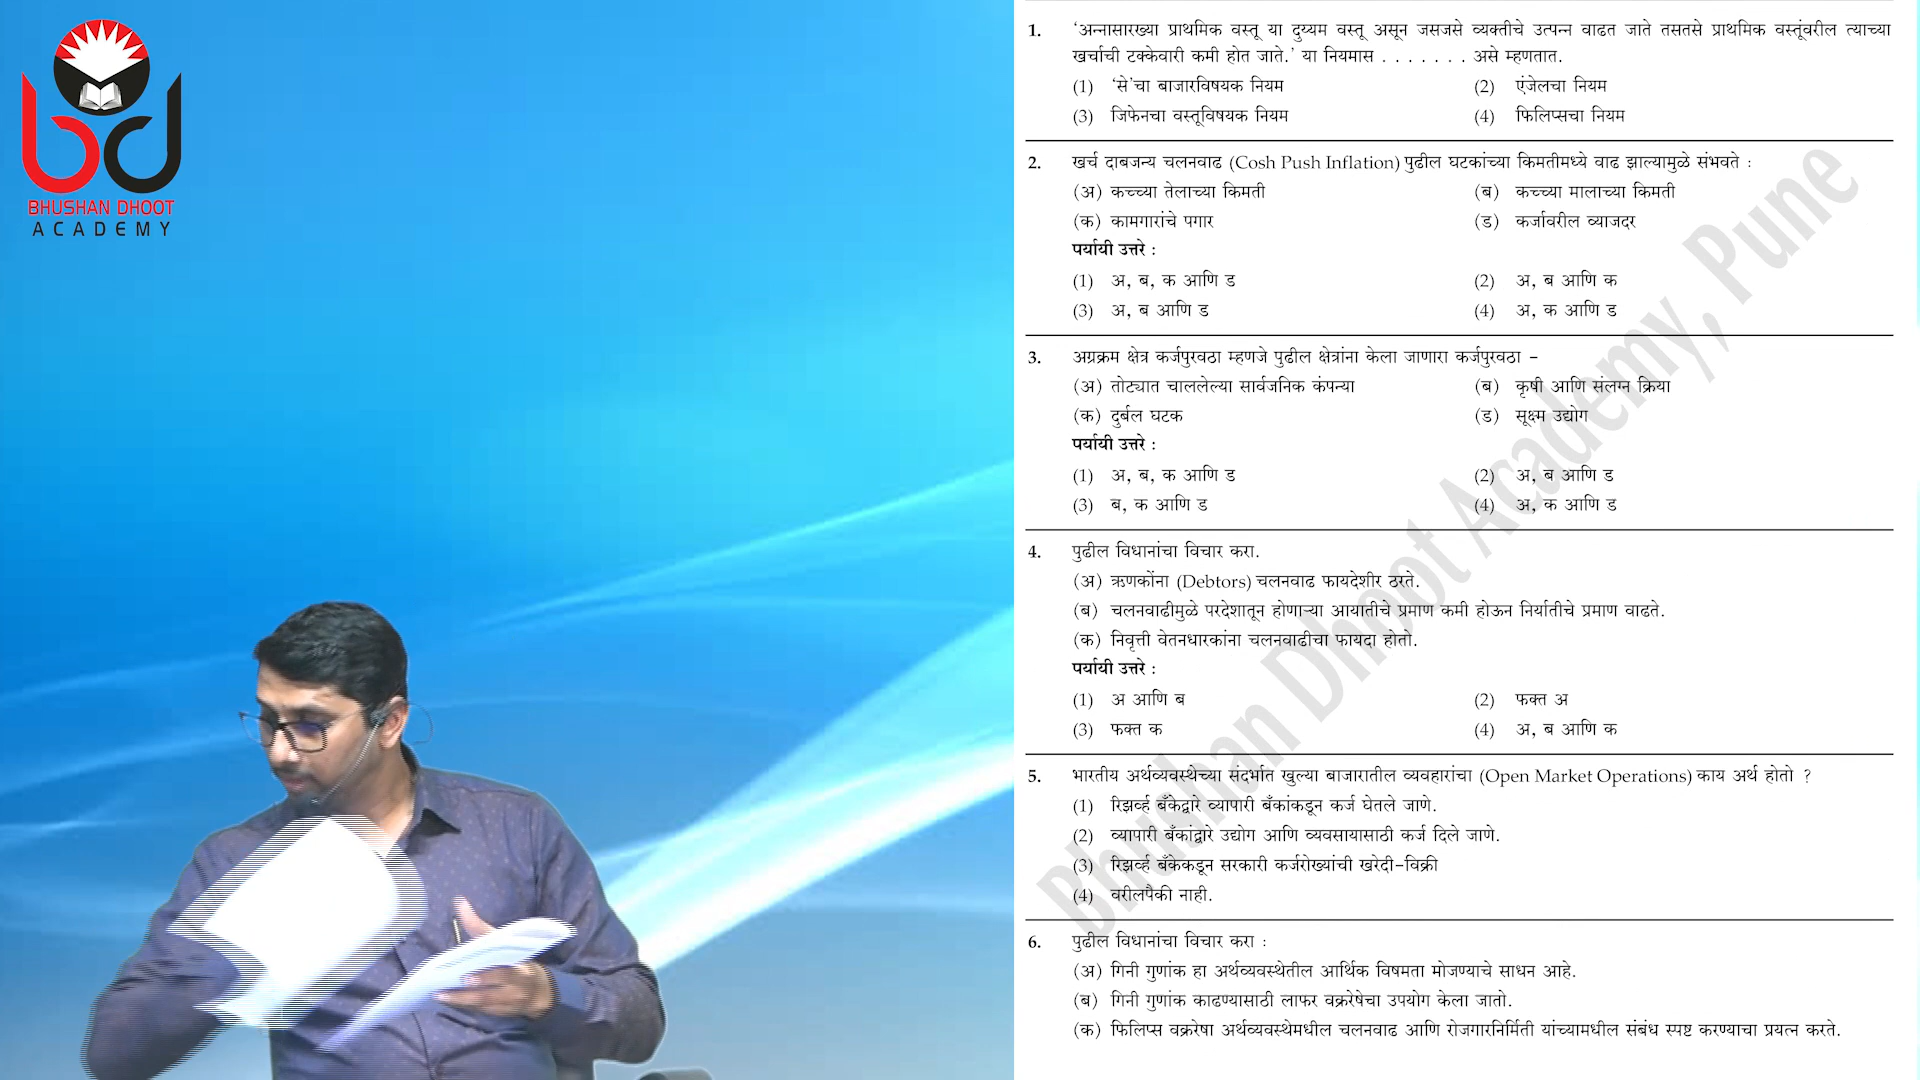 BHUSHAN DHOOT
ACADEMY
1. 'अन्नासारख्या प्राथमिक वस्तू या दुय्यम वस्तू असून जसजसे व्यक्तीचे उत्पन्न वाढत जाते तसतसे प्राथमिक वस्तूंवरील त्याच्या
खर्चाची टक्केवारी कमी होत जाते.' या नियमास . . . . . . . असे म्हणतात.
(1) 'से'चा बाजारविषयक नियम (2) एंजेलचा नियम
(3) जिफेनचा वस्तूविषयक नियम (4) फिलिप्सचा नियम
2. खर्च दाबजन्य चलनवाढ (Cosh Push Inflation) पुढील घटकांच्या किमतीमध्ये वाढ झाल्यामुळे संभवते :
(अ) कच्च्या तेलाच्या किमती (ब) कच्च्या मालाच्या किमती
(क) कामगारांचे पगार (ड) कर्जावरील व्याजदर
पर्यायी उत्तरे :
(1) अ, ब, क आणि ड (2) अ, ब आणि क
(3) अ, ब आणि ड (4) अ, क आणि ड
3. अग्रक्रम क्षेत्र कर्जपुरवठा म्हणजे पुढील क्षेत्रांना केला जाणारा कर्जपुरवठा –
(अ) तोट्यात चाललेल्या सार्वजनिक कंपन्या (ब) कृषी आणि संलग्न क्रिया
(क) दुर्बल घटक (ड) सूक्ष्म उद्योग
पर्यायी उत्तरे :
(1) अ, ब, क आणि ड (2) अ, ब आणि ड
(3) ब, क आणि ड (4) अ, क आणि ड
4. पुढील विधानांचा विचार करा.
(अ) ऋणकोंना (Debtors) चलनवाढ फायदेशीर ठरते.
(ब) चलनवाढीमुळे परदेशातून होणाऱ्या आयातीचे प्रमाण कमी होऊन निर्यातीचे प्रमाण वाढते.
(क) निवृत्ती वेतनधारकांना चलनवाढीचा फायदा होतो.
पर्यायी उत्तरे :
(1) अ आणि ब (2) फक्त अ
(3) फक्त क (4) अ, ब आणि क
5. भारतीय अर्थव्यवस्थेच्या संदर्भात खुल्या बाजारातील व्यवहारांचा (Open Market Operations) काय अर्थ होतो ?
(1) रिझर्व्ह बँकेद्वारे व्यापारी बँकांकडून कर्ज घेतले जाणे.
(2) व्यापारी बँकांद्वारे उद्योग आणि व्यवसायासाठी कर्ज दिले जाणे.
(3) रिझर्व्ह बँकेकडून सरकारी कर्जरोख्यांची खरेदी–विक्री
(4) वरीलपैकी नाही.
6. पुढील विधानांचा विचार करा :
(अ) गिनी गुणांक हा अर्थव्यवस्थेतील आर्थिक विषमता मोजण्याचे साधन आहे.
(ब) गिनी गुणांक काढण्यासाठी लाफर वक्ररेषेचा उपयोग केला जातो.
(क) फिलिप्स वक्ररेषा अर्थव्यवस्थेमधील चलनवाढ आणि रोजगारनिर्मिती यांच्यामधील संबंध स्पष्ट करण्याचा प्रयत्न करते.
Bhushan Dhoot Academy, Pune